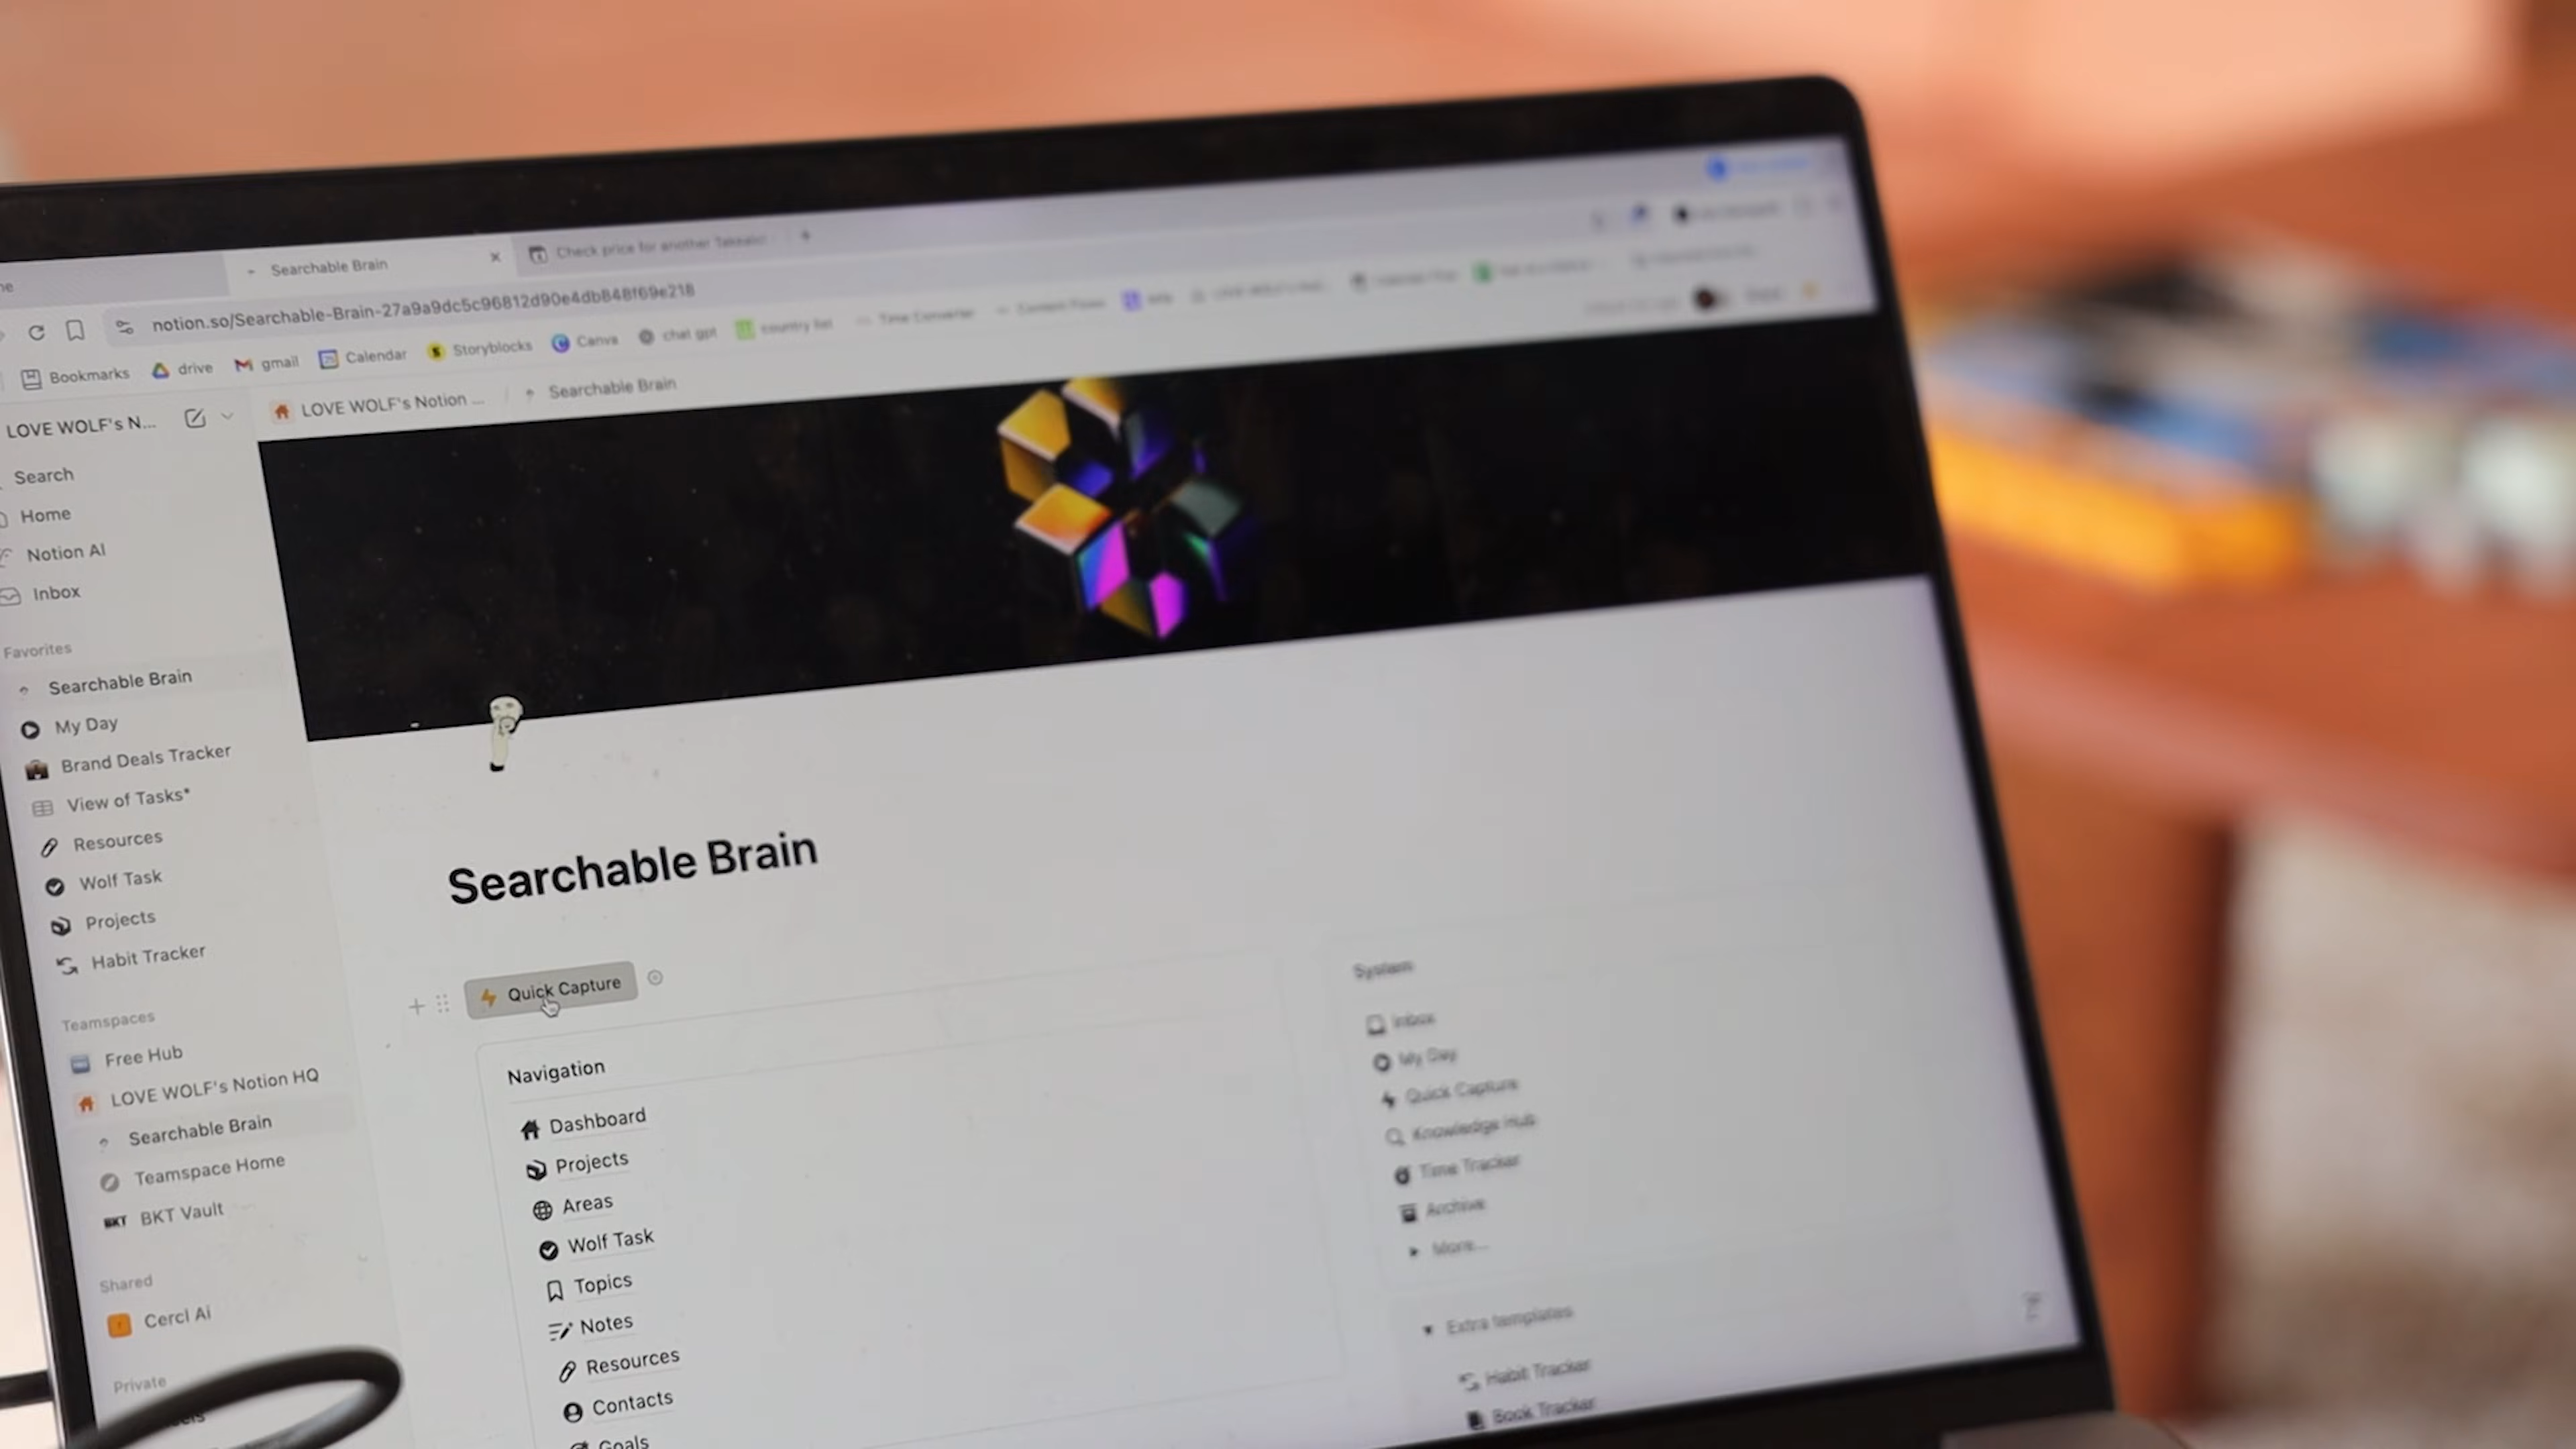 Searchable Brain
Check price for another
notion.so/Searchable-Brain-27a9a9dc5c96812d90e4db848f69e218
Bookmarks
drive
gmail
Calendar
Storyblocks
Canva
chat gpt
country list
Time Converter
LOVE WOLF's N...
LOVE WOLF's Notion ...
/
Searchable Brain
Search
Home
Notion AI
Inbox
Favorites
Searchable Brain
My Day
Brand Deals Tracker
View of Tasks*
Resources
Wolf Task
Projects
Habit Tracker
Teamspaces
Free Hub
LOVE WOLF's Notion HQ
Searchable Brain
Teamspace Home
BKT BKT Vault
Shared
Cercl Ai
Private
Searchable Brain
Quick Capture
Navigation
Dashboard
Projects
Areas
Wolf Task
Topics
Notes
Resources
Contacts
Goals
System
Inbox
My Day
Quick Capture
Knowledge Hub
Time Tracker
Archive
More...
Extra templates
Habit Tracker
Book Tracker